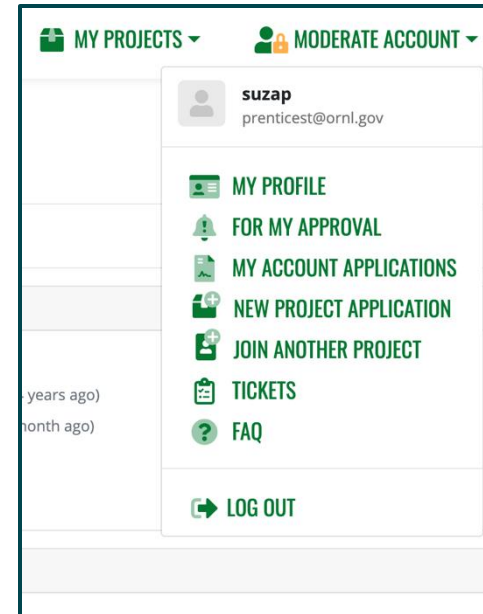 MY PROJECTS
MODERATE ACCOUNT
suzap
prenticest@ornl.gov
MY PROFILE
FOR MY APPROVAL
MY ACCOUNT APPLICATIONS
NEW PROJECT APPLICATION
JOIN ANOTHER PROJECT
years ago)
TICKETS
month ago)
FAQ
LOG OUT